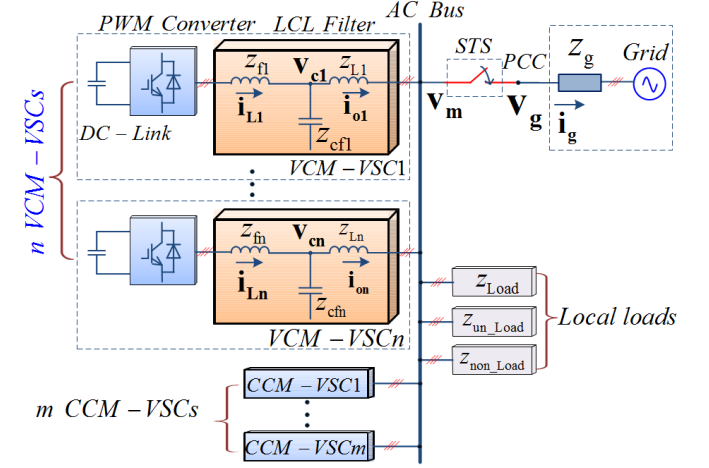 PWM Converter
LCL Filter
AC Bus
STS
PCC
Zg
Grid
zf1
Vc1
zL1
iL1
io1
zcf1
DC – Link
VCM – VSC1
Vm
Vg
ig
n VCM – VSCs
zfn
Vcn
zLn
iLn
ion
zcfn
VCM – VSCn
zLoad
zun_Load
znon_Load
Local loads
m CCM – VSCs
CCM – VSC1
CCM – VSCm